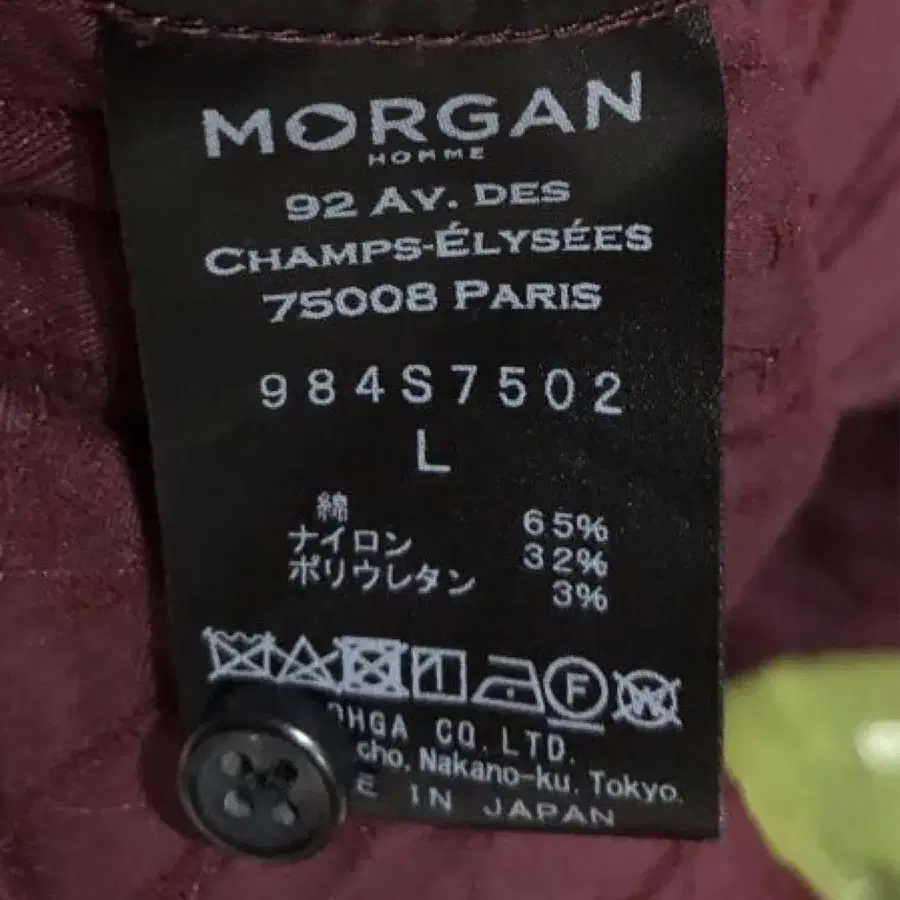 MORGAN
HOMME
92 AV. DES
CHAMPS-ÉLYSÉES
75008 PARIS
984S7502
L
綿 65%
ナイロン 32%
ポリウレタン 3%
F
W
CO.LTD.
Nakano-ku, Tokyo.
IN JAPAN